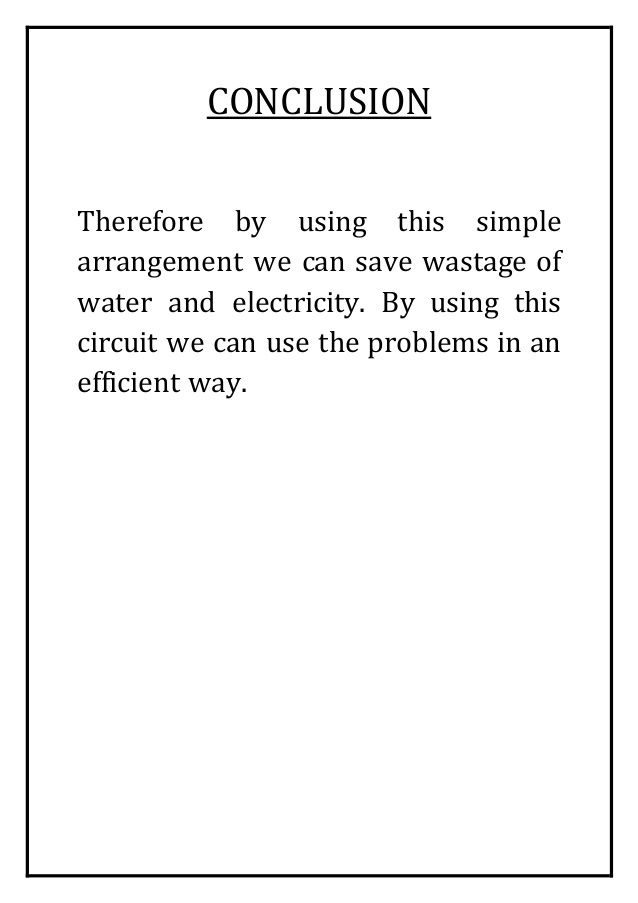 CONCLUSION
Therefore by using this simple
arrangement we can save wastage of
water and electricity. By using this
circuit we can use the problems in an
efficient way.